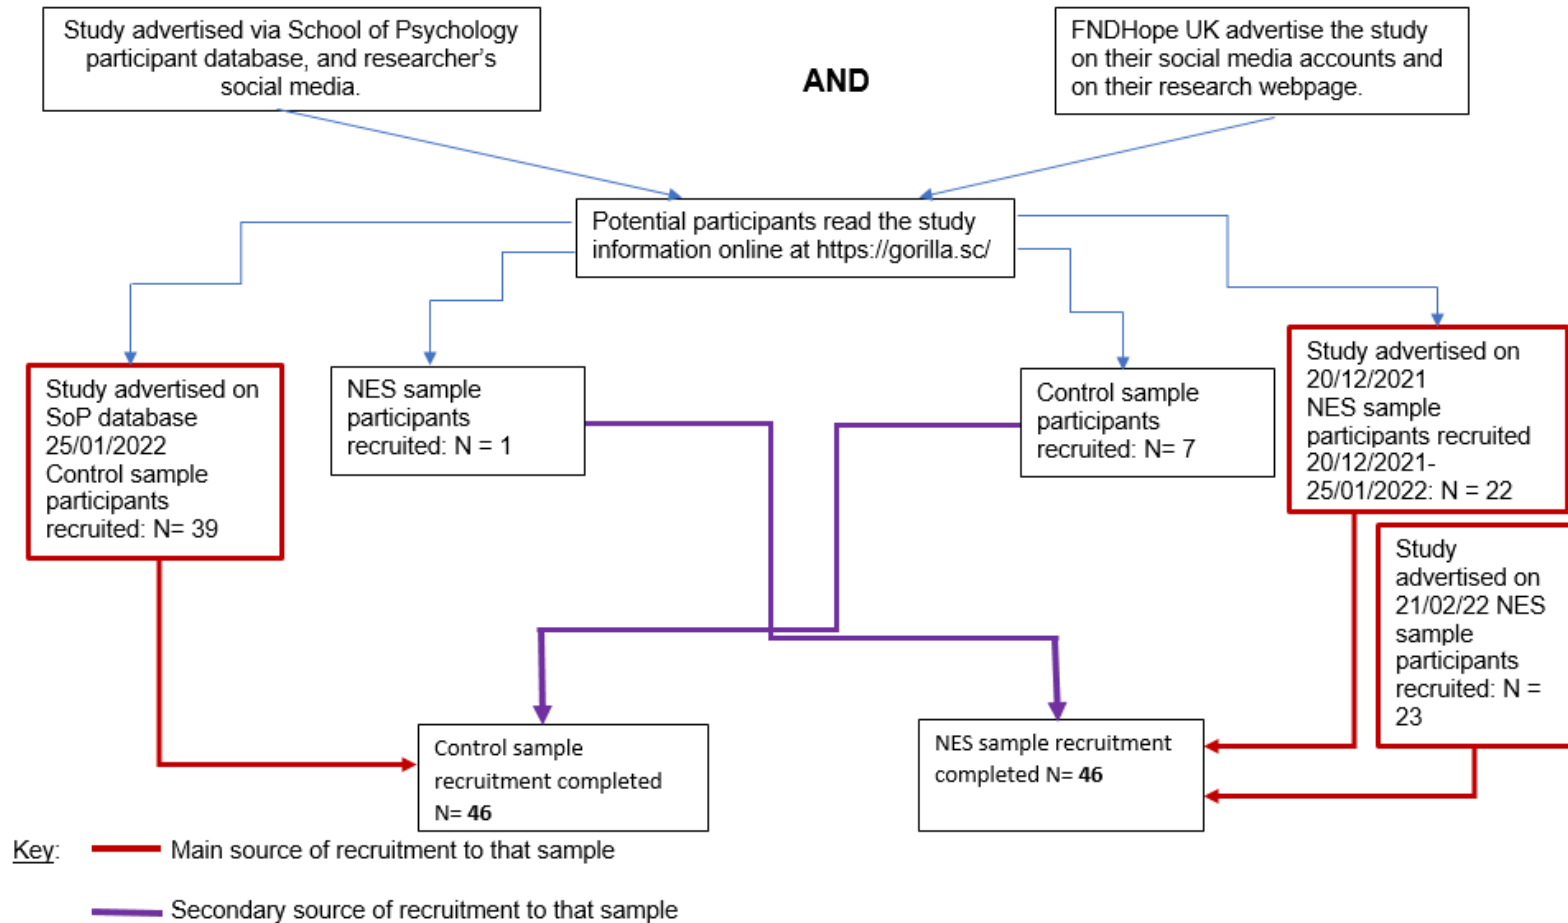 Study advertised via School of Psychology
participant database, and researcher's
social media.
AND
FNDHope UK advertise the study
on their social media accounts and
on their research webpage.
Potential participants read the study
information online at https://gorilla.sc/
Study advertised on
SoP database
25/01/2022
Control sample
participants
recruited: N= 39
NES sample
participants
recruited: N = 1
Control sample
participants
recruited: N= 7
Study advertised on
20/12/2021
NES sample
participants recruited
20/12/2021-
25/01/2022: N = 22
Study
advertised on
21/02/22 NES
sample
participants
recruited: N =
23
Control sample
recruitment completed
N= 46
NES sample recruitment
completed N= 46
Key:
Main source of recruitment to that sample
Secondary source of recruitment to that sample